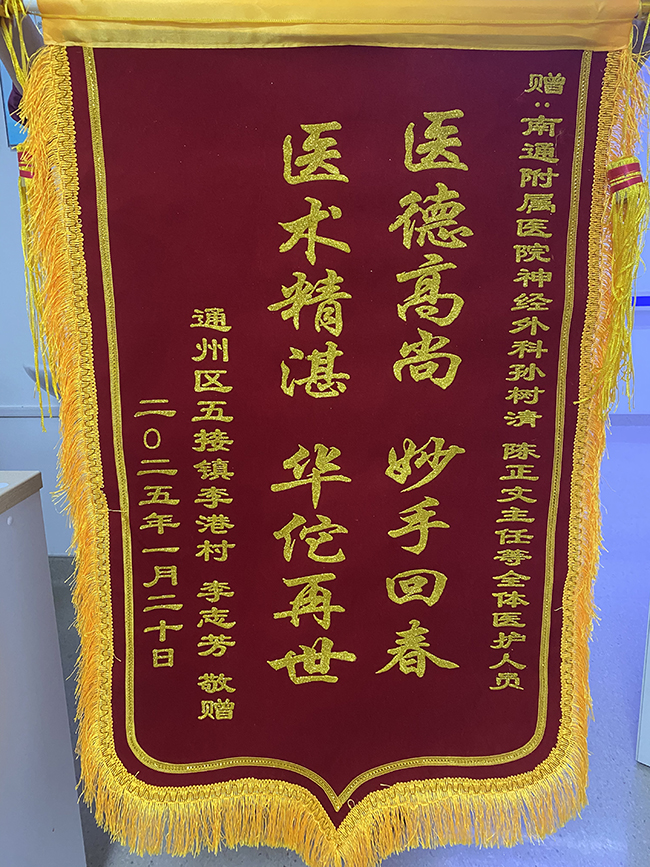 赠:南通附属医院神经外科孙树清 陈正文主任等全体医护人员
医德高尚 妙手回春
医术精湛 华佗再世
通州区五接镇李港村 李志芳 敬赠
二〇二五年一月二十日